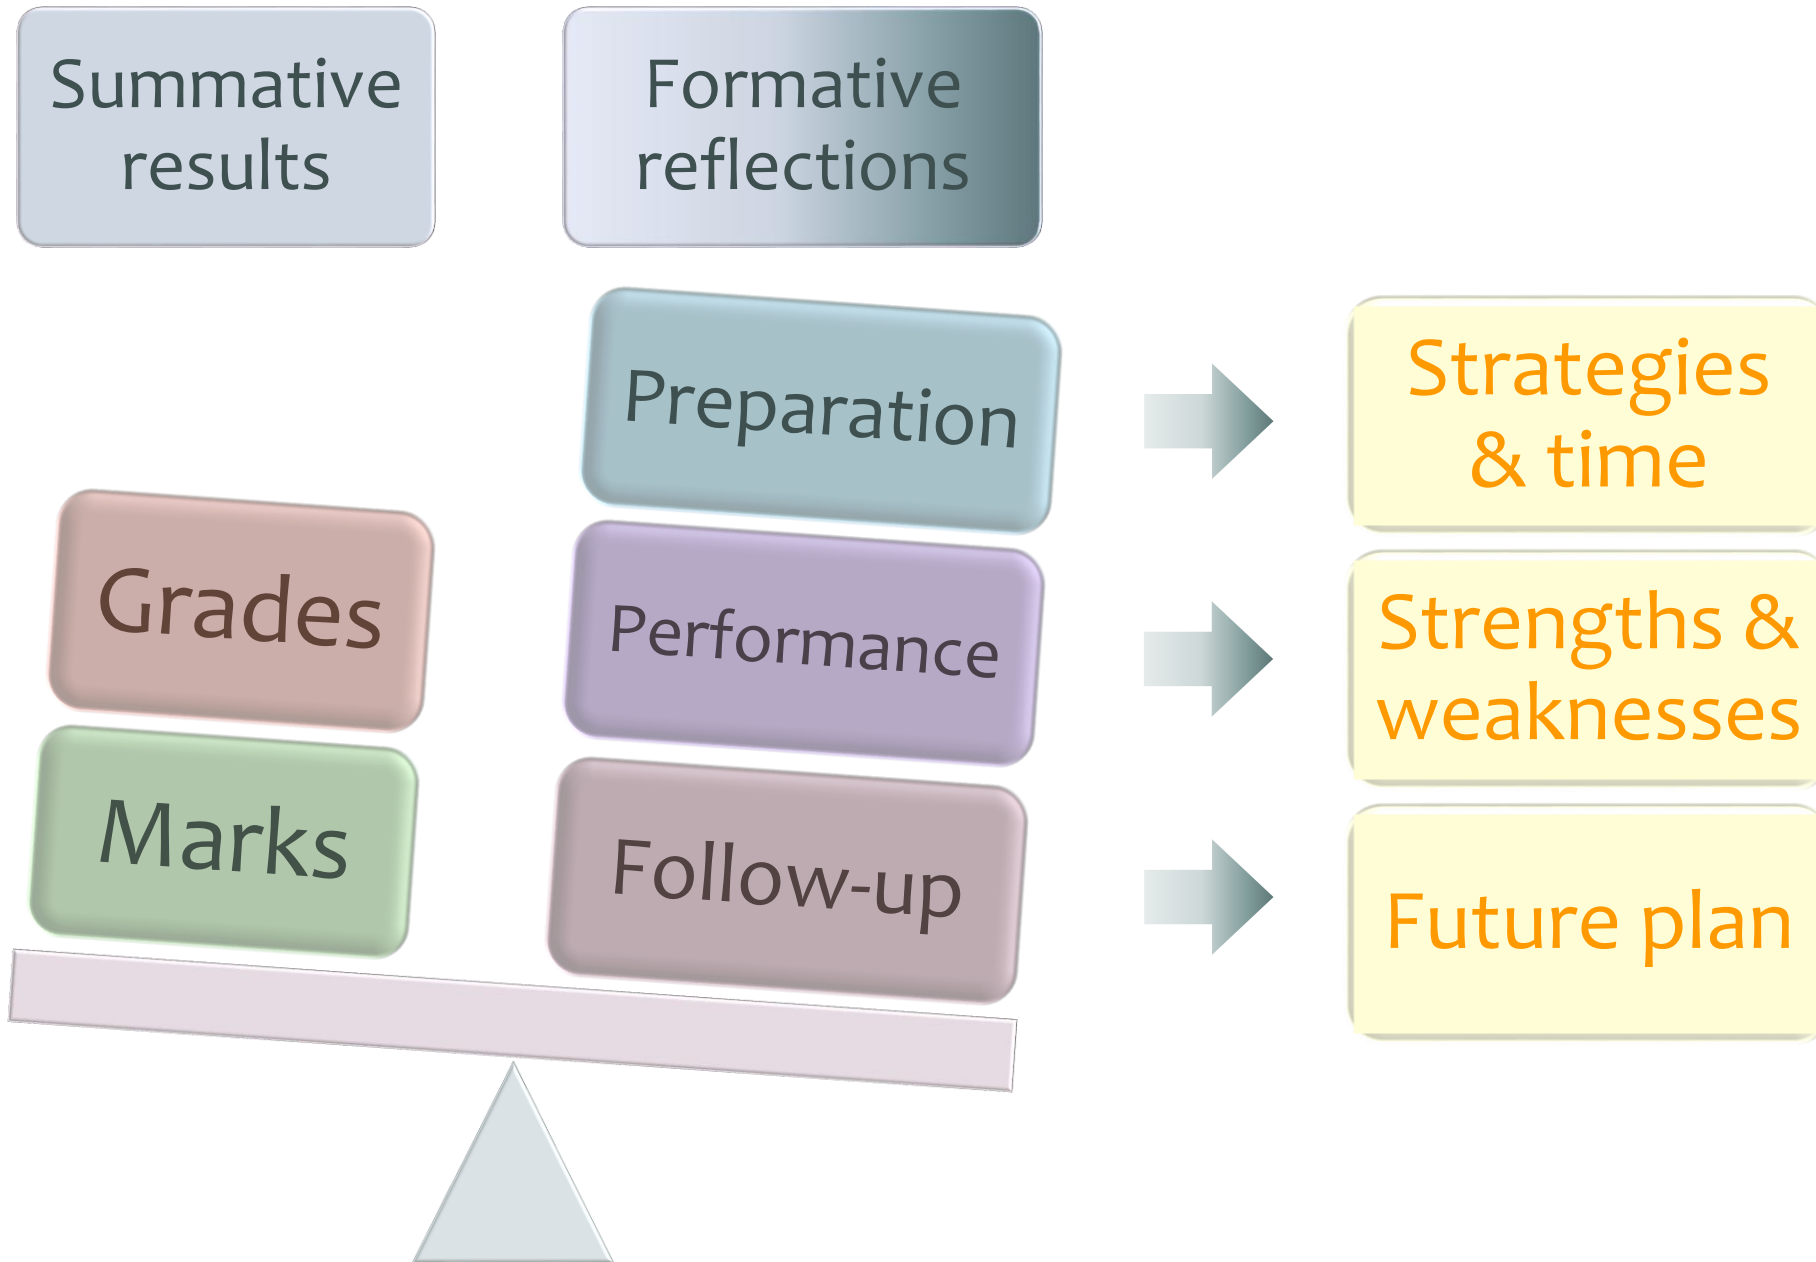 Summative
results
Formative
reflections
Grades
Marks
Preparation
Performance
Follow-up
Strategies
& time
Strengths &
weaknesses
Future plan